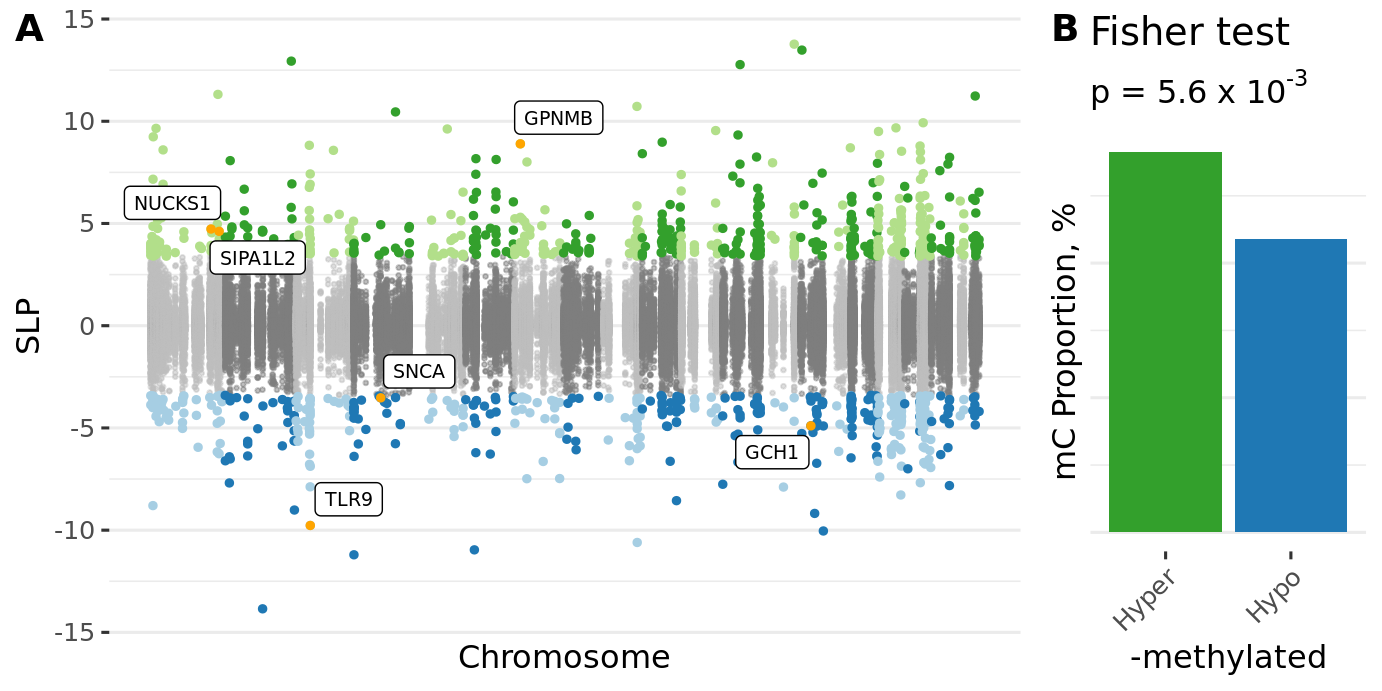 A
15
10
5
0
-5
-10
-15
SLP
NUCKS1
SIPA1L2
GPNMB
SNCA
GCH1
TLR9
Chromosome
B
Fisher test
p = 5.6 x 10-3
mC Proportion, %
Hyper
Hypo
-methylated